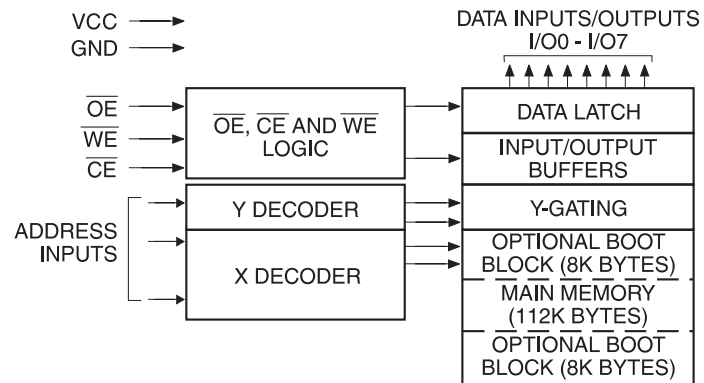 VCC
GND
DATA INPUTS/OUTPUTS
I/O0 - I/O7
OE
WE
CE
OE, CE AND WE
LOGIC
DATA LATCH
INPUT/OUTPUT
BUFFERS
ADDRESS
INPUTS
Y DECODER
Y-GATING
X DECODER
OPTIONAL BOOT
BLOCK (8K BYTES)
MAIN MEMORY
(112K BYTES)
OPTIONAL BOOT
BLOCK (8K BYTES)